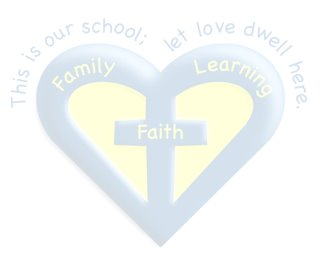 This is our school; let love dwell here.
Family Learning
Faith